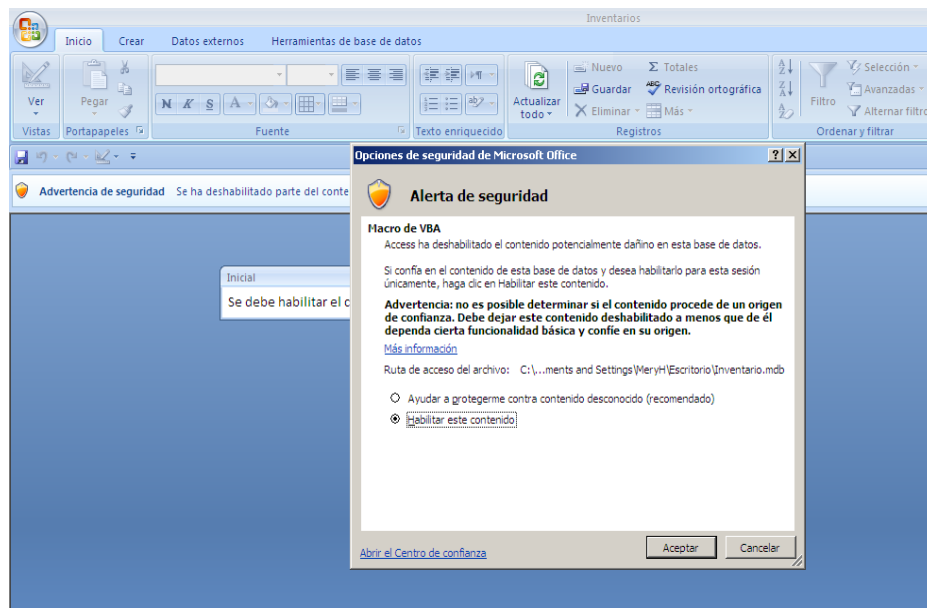 Inventarios
Inicio Crear Datos externos Herramientas de base de datos
Ver
Pegar
N K S A
Actualizar todo
Nuevo
Guardar
Eliminar
Σ Totales
Revisión ortográfica
Más
Filtro
Selección
Avanzadas
Alternar filtro
Vistas Portapapeles Fuente Texto enriquecido Registros Ordenar y filtrar
Advertencia de seguridad Se ha deshabilitado parte del conte
Inicial
Se debe habilitar el c
Opciones de seguridad de Microsoft Office
Alerta de seguridad
Macro de VBA
Access ha deshabilitado el contenido potencialmente dañino en esta base de datos.
Si confía en el contenido de esta base de datos y desea habilitarlo para esta sesión
únicamente, haga clic en Habilitar este contenido.
Advertencia: no es posible determinar si el contenido procede de un origen
de confianza. Debe dejar este contenido deshabilitado a menos que de él
dependa cierta funcionalidad básica y confíe en su origen.
Más información
Ruta de acceso del archivo: C:\...ments and Settings\MeryH\Escritorio\Inventario.mdb
Ayudar a protegerme contra contenido desconocido (recomendado)
Habilitar este contenido
Abrir el Centro de confianza
Aceptar Cancelar